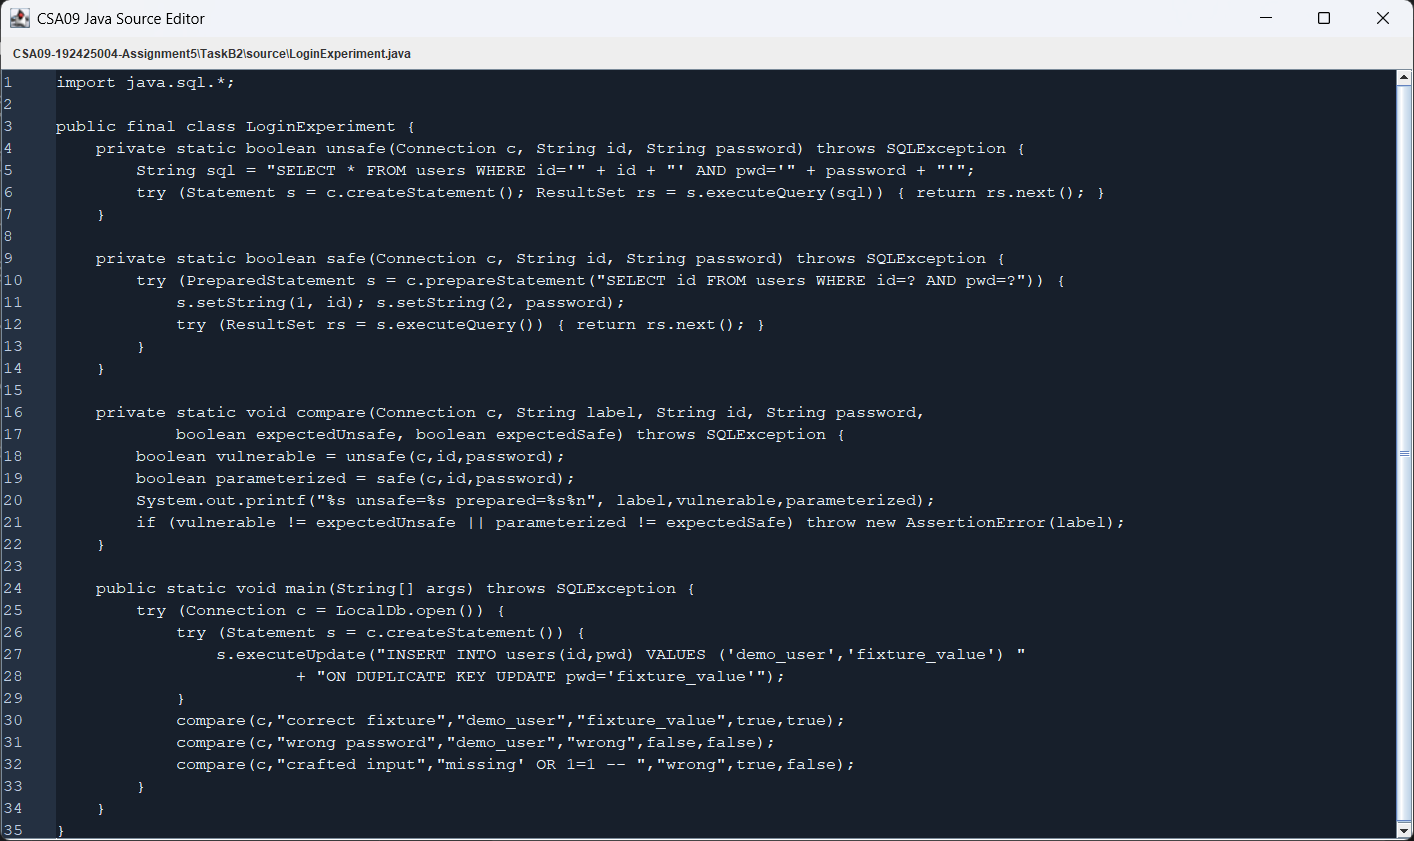 CSA09 Java Source Editor
CSA09-192425004-Assignment5\TaskB2\source\LoginExperiment.java
1 import java.sql.*;
2
3 public final class LoginExperiment {
4     private static boolean unsafe(Connection c, String id, String password) throws SQLException {
5         String sql = "SELECT * FROM users WHERE id='" + id + "' AND pwd='" + password + "'";
6         try (Statement s = c.createStatement(); ResultSet rs = s.executeQuery(sql)) { return rs.next(); }
7     }
8
9     private static boolean safe(Connection c, String id, String password) throws SQLException {
10         try (PreparedStatement s = c.prepareStatement("SELECT id FROM users WHERE id=? AND pwd=?")) {
11             s.setString(1, id); s.setString(2, password);
12             try (ResultSet rs = s.executeQuery()) { return rs.next(); }
13         }
14     }
15
16     private static void compare(Connection c, String label, String id, String password,
17             boolean expectedUnsafe, boolean expectedSafe) throws SQLException {
18         boolean vulnerable = unsafe(c,id,password);
19         boolean parameterized = safe(c,id,password);
20         System.out.printf("%s unsafe=%s prepared=%s%n", label,vulnerable,parameterized);
21         if (vulnerable != expectedUnsafe || parameterized != expectedSafe) throw new AssertionError(label);
22     }
23
24     public static void main(String[] args) throws SQLException {
25         try (Connection c = LocalDb.open()) {
26             try (Statement s = c.createStatement()) {
27                 s.executeUpdate("INSERT INTO users(id,pwd) VALUES ('demo_user','fixture_value') "
28                         + "ON DUPLICATE KEY UPDATE pwd='fixture_value'");
29             }
30             compare(c,"correct fixture","demo_user","fixture_value",true,true);
31             compare(c,"wrong password","demo_user","wrong",false,false);
32             compare(c,"crafted input","missing' OR 1=1 -- ","wrong",true,false);
33         }
34     }
35 }